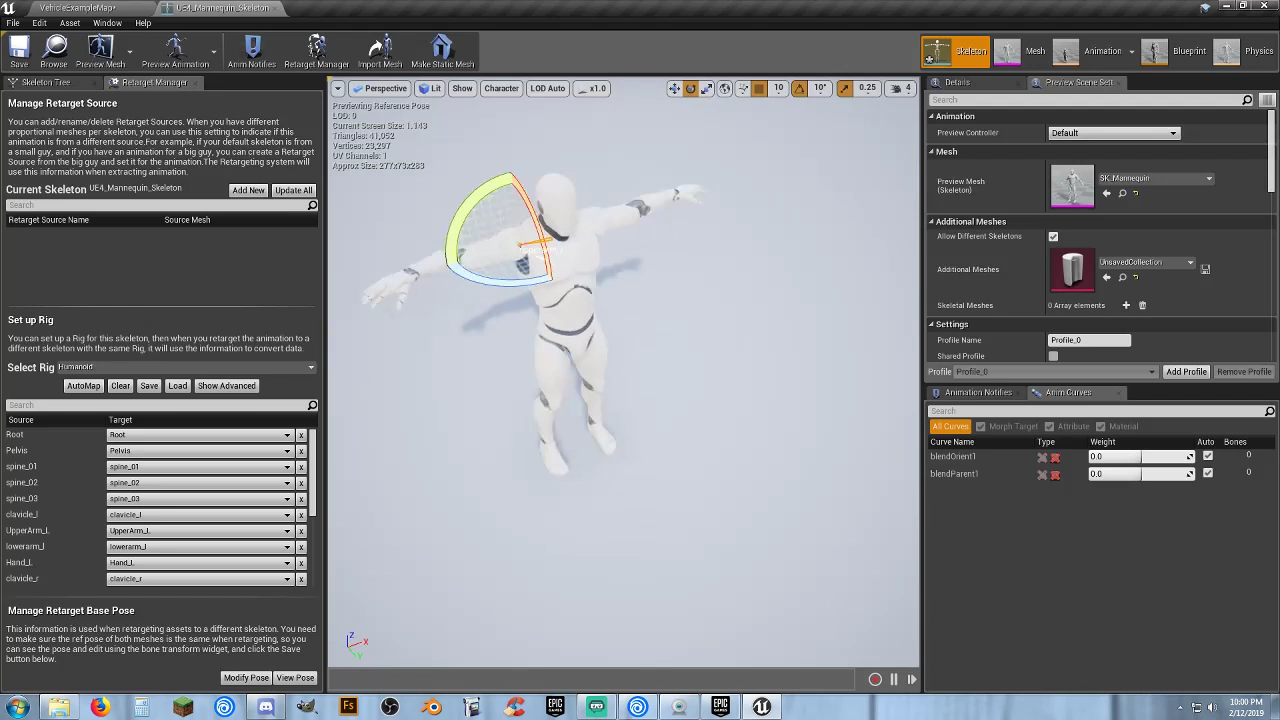 VehicleExampleMap*
UE4_Mannequin_Skeleton
File Edit Asset Window Help
Save Browse Preview Mesh Preview Animation Anim Notifies Retarget Manager Import Mesh Make Static Mesh
Skeleton Mesh Animation Blueprint Physics
Skeleton Tree Retarget Manager
Manage Retarget Source
You can add/rename/delete Retarget Sources. When you have different
proportional meshes per skeleton, you can use this setting to indicate if this
animation is from a different source.For example, if your default skeleton is from
a small guy, and if you have an animation for a big guy, you can create a Retarget
Source from the big guy and set it for the animation.The Retargeting system will
use this information when extracting animation.
Current Skeleton UE4_Mannequin_Skeleton Add New Update All
Search
Retarget Source Name Source Mesh
Set up Rig
You can set up a Rig for this skeleton, then when you retarget the animation to a
different skeleton with the same Rig, it will use the information to convert data.
Select Rig Humanoid
AutoMap Clear Save Load Show Advanced
Search
Source Target
Root Root x
Pelvis Pelvis x
spine_01 spine_01 x
spine_02 spine_02 x
spine_03 spine_03 x
clavicle_l clavicle_l x
UpperArm_L UpperArm_L x
lowerarm_l lowerarm_l x
Hand_L Hand_L x
clavicle_r clavicle_r x
Manage Retarget Base Pose
This information is used when retargeting assets to a different skeleton. You need
to make sure the ref pose of both meshes is the same when retargeting, so you
can see the pose and edit using the bone transform widget, and click the Save
button below.
Modify Pose View Pose
Perspective Lit Show Character LOD Auto x1.0 10 10° 0.25 4
Previewing Reference Pose
LOD: 0
Current Screen Size: 1.143
Triangles: 41,052
Vertices: 23,297
UV Channels: 1
Approx Size: 277x73x283
Z
X
Y
Details Preview Scene Sett
Search
Animation
Preview Controller Default
Mesh
Preview Mesh
(Skeleton)
SK_Mannequin
Additional Meshes
Allow Different Skeletons
Additional Meshes UnsavedCollection
Skeletal Meshes 0 Array elements
Settings
Profile Name Profile_0
Shared Profile
Profile Profile_0 Add Profile Remove Profile
Animation Notifies Anim Curves
Search
All Curves Morph Target Attribute Material
Curve Name Type Weight Auto Bones
blendOrient1 0.0 0
blendParent1 0.0 0
Fs
EPIC GAMES
EPIC GAMES
10:00 PM
2/12/2019